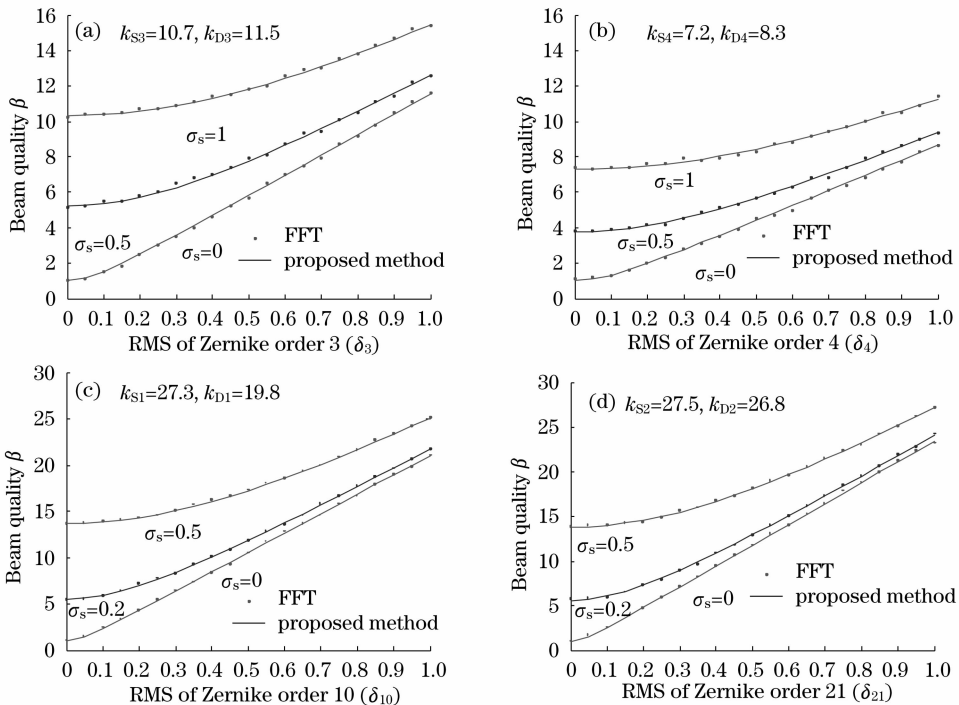 (a) kS3=10.7, kD3=11.5
Beam quality β
16
14
12
10
8
6
4
2
0
σs=1
σs=0.5
σs=0
FFT
proposed method
0 0.1 0.2 0.3 0.4 0.5 0.6 0.7 0.8 0.9 1.0
RMS of Zernike order 3 (δ3)
(b) kS4=7.2, kD4=8.3
Beam quality β
16
14
12
10
8
6
4
2
0
σs=1
σs=0.5
σs=0
FFT
proposed method
0 0.1 0.2 0.3 0.4 0.5 0.6 0.7 0.8 0.9 1.0
RMS of Zernike order 4 (δ4)
(c) kS1=27.3, kD1=19.8
Beam quality β
30
25
20
15
10
5
0
σs=0.5
σs=0.2
σs=0
FFT
proposed method
0 0.1 0.2 0.3 0.4 0.5 0.6 0.7 0.8 0.9 1.0
RMS of Zernike order 10 (δ10)
(d) kS2=27.5, kD2=26.8
Beam quality β
30
25
20
15
10
5
0
σs=0.5
σs=0.2
σs=0
FFT
proposed method
0 0.1 0.2 0.3 0.4 0.5 0.6 0.7 0.8 0.9 1.0
RMS of Zernike order 21 (δ21)